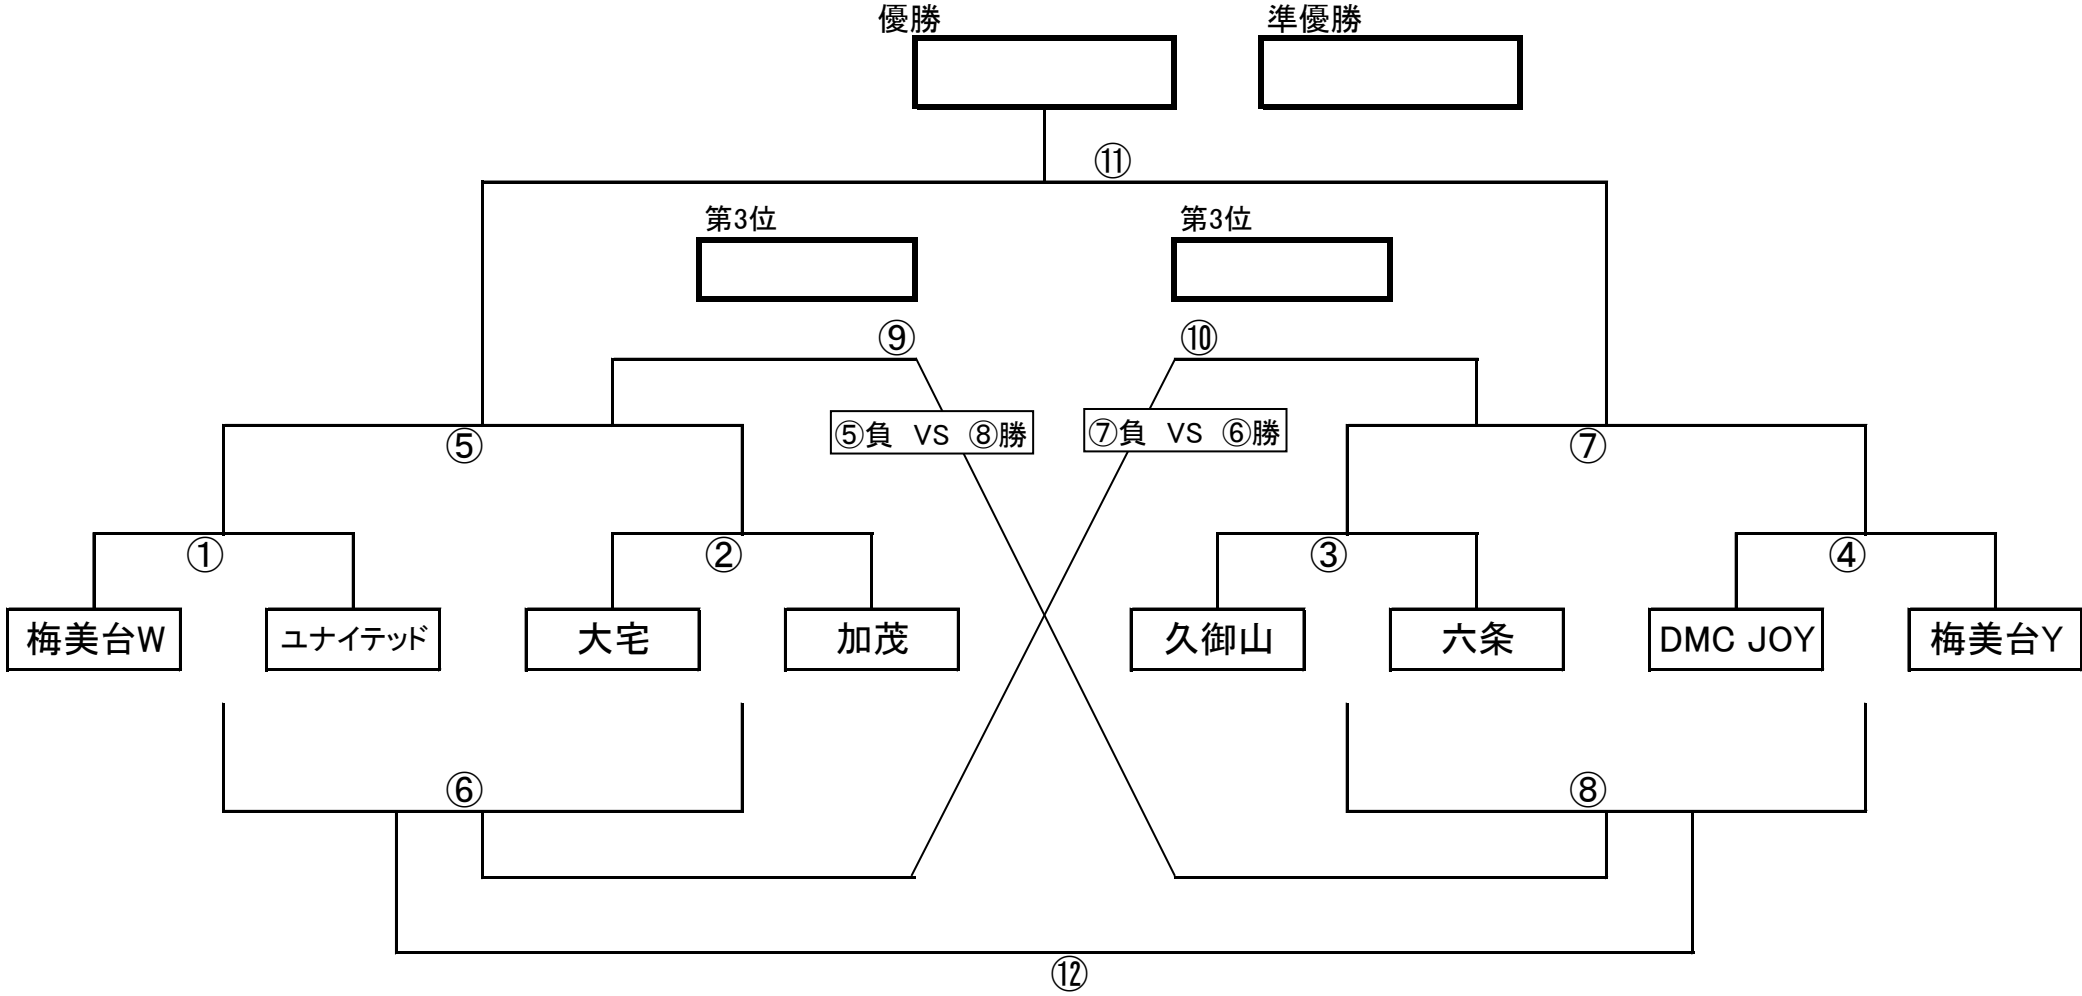 優勝
準優勝
⑪
第3位
第3位
⑨
⑩
⑤負 VS ⑧勝
⑦負 VS ⑥勝
⑤
⑦
①
②
③
④
梅美台W
ユナイテッド
大宅
加茂
久御山
六条
DMC JOY
梅美台Y
⑥
⑧
⑫